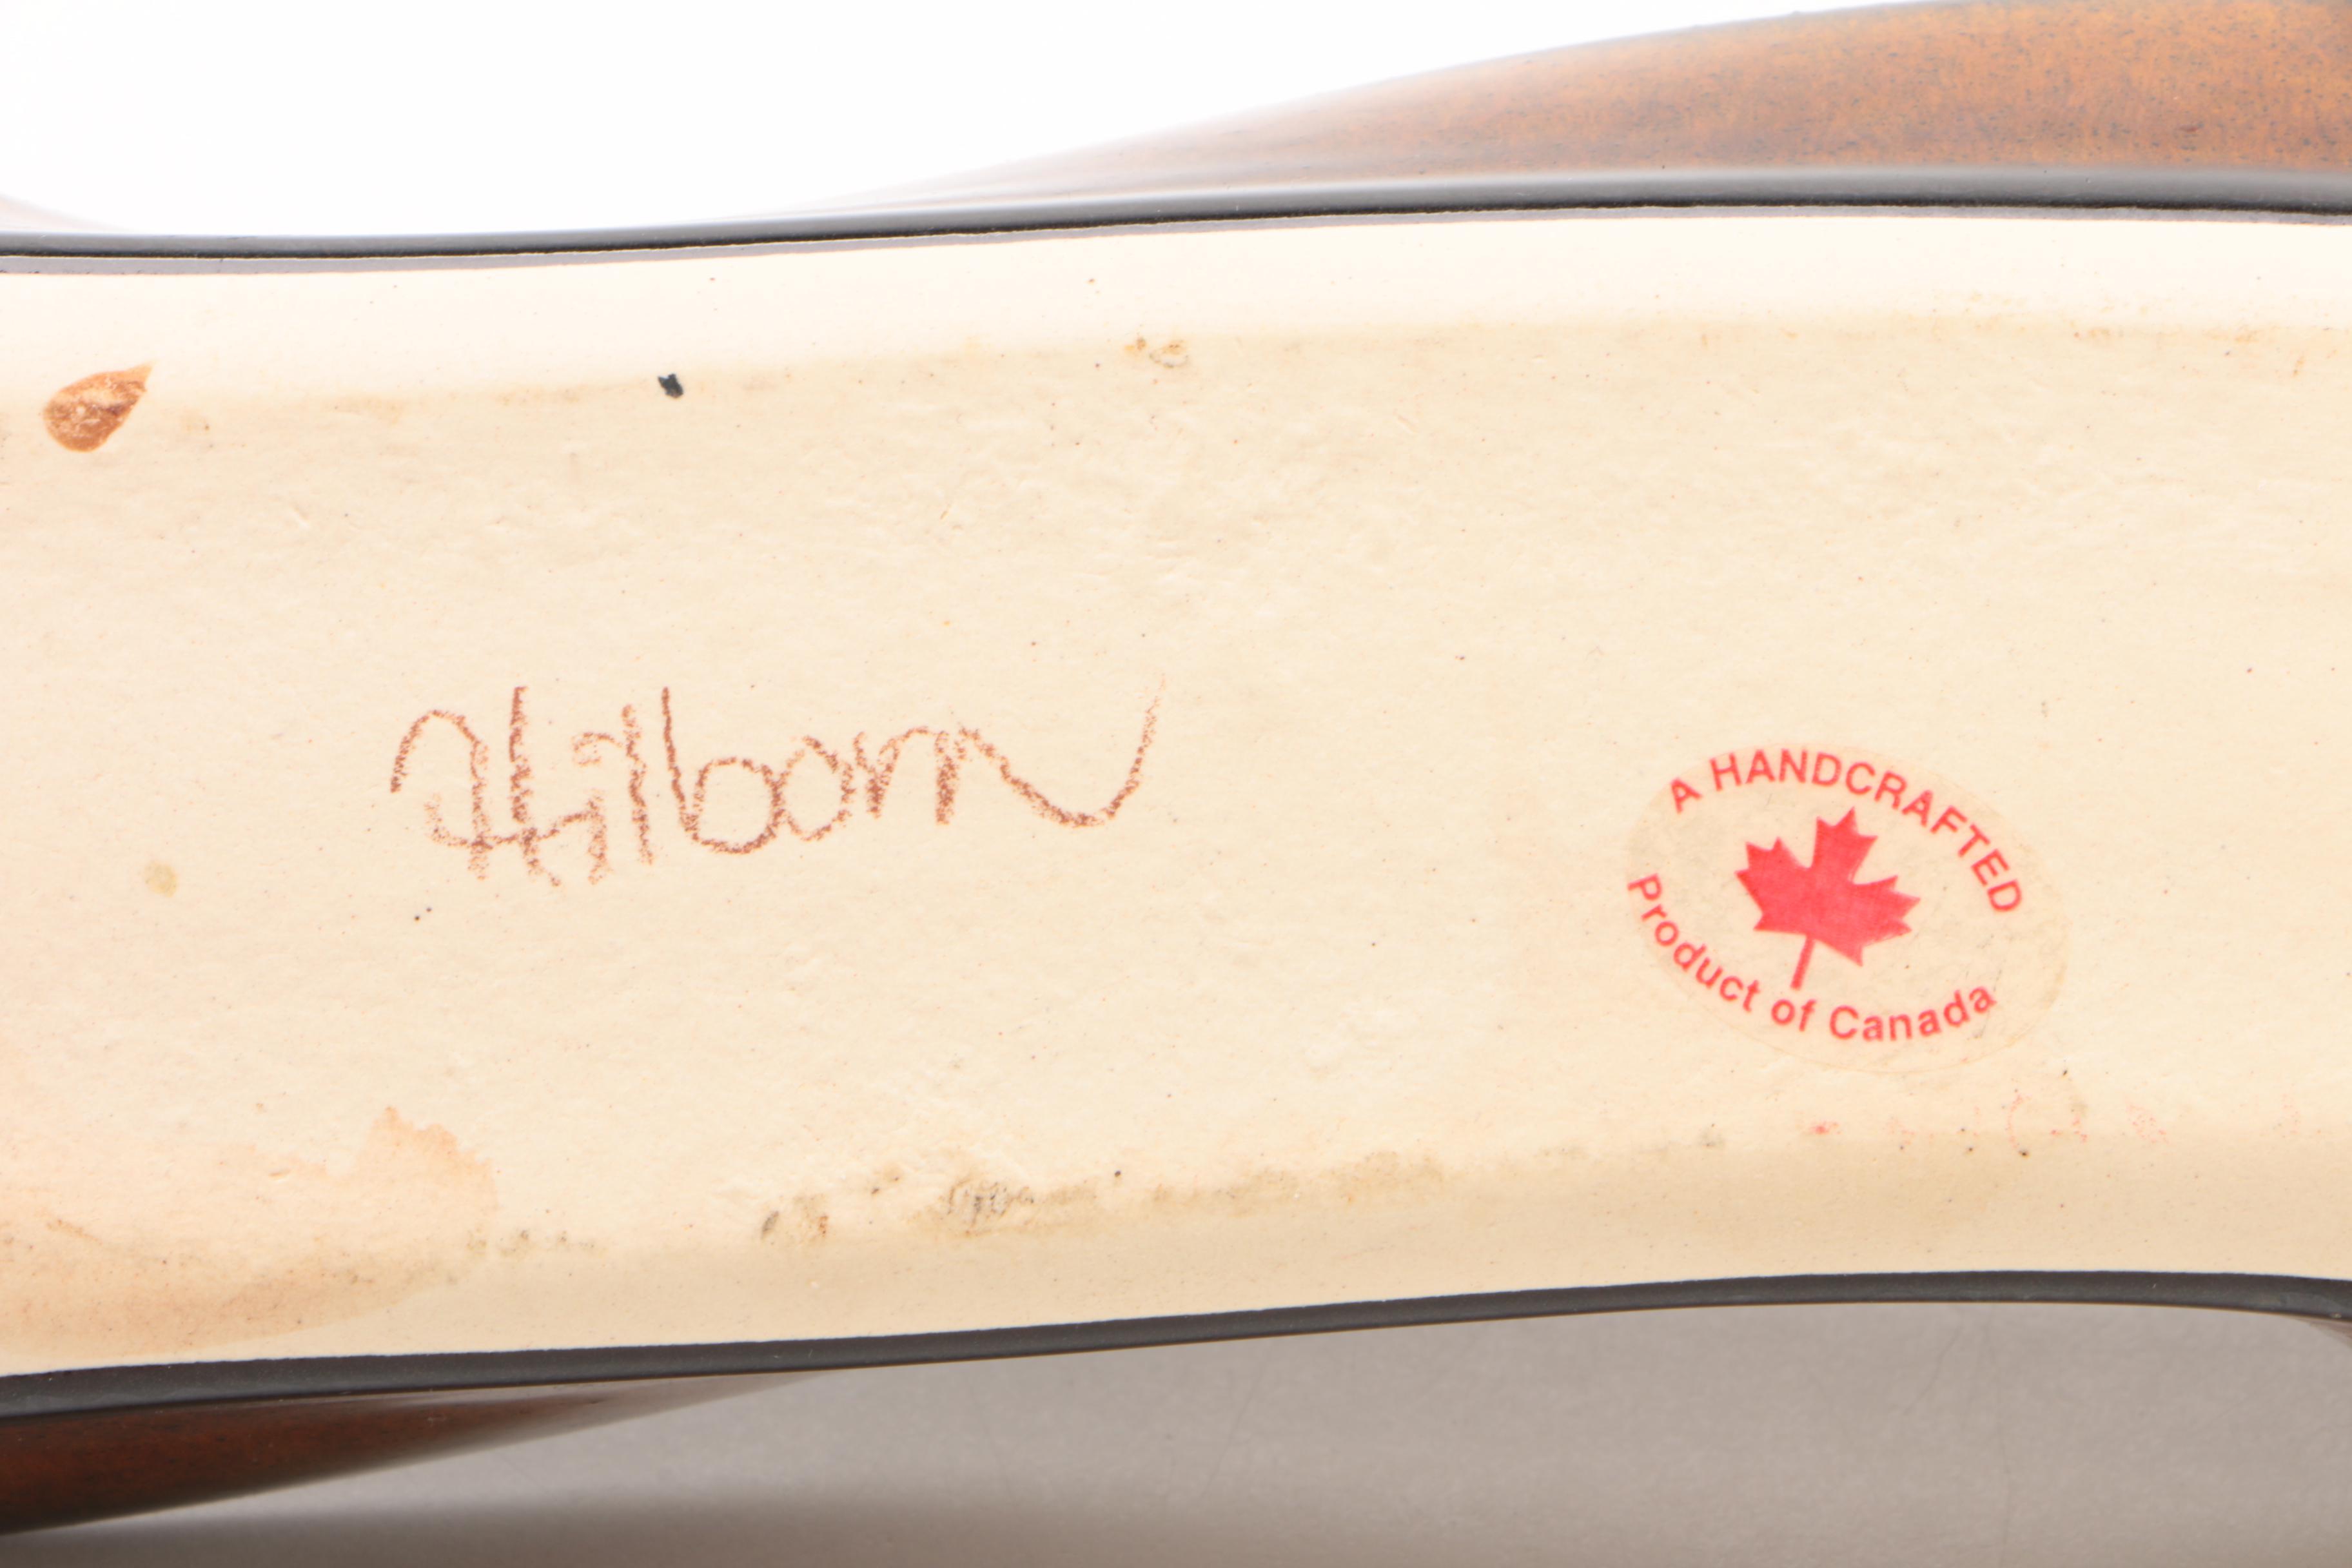 Hilborn
A HANDCRAFTED
Product of Canada